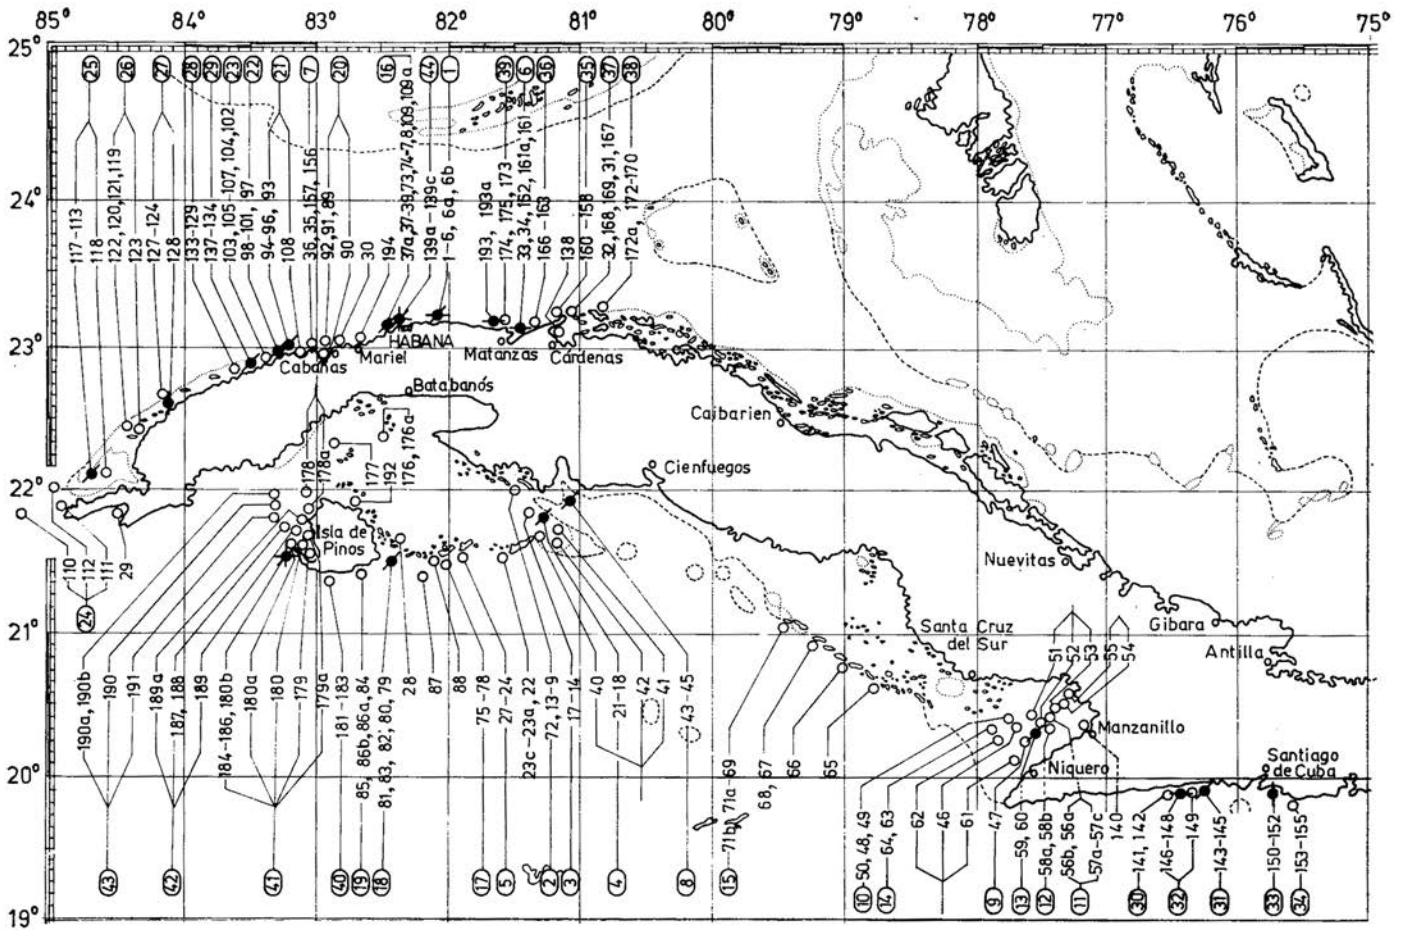 85° 84° 83° 82° 81° 80° 79° 78° 77° 76° 75°
25°
24°
23°
22°
21°
20°
19°
25 26 27 28 29 23 22 21 7 20 16 44 1 39 6 36 35 37 38
117-113
118
122, 120, 121, 119
123
127-124
128
133-129
137-134
103, 105-107, 104, 102
98-101, 97
94-96, 93
108
36, 35, 157, 156
92, 91, 89
90
30
194
37a, 37-39, 73, 74-7, 8, 109, 109a
139a-139c
1-6, 6a, 6b
193, 193a
174, 175, 173
33, 34, 162, 161a, 161
166-163
138
160-158
32, 168, 169, 31, 167
172a, 172-170
HABANA
Mariel
Cabañas
Matanzas
Cárdenas
Batabanós
Caibarien
Cienfuegos
178
178a
177
192
176, 176a
Isla de
Pinos
Nuevitas
110
112
111
29
24
Santa Cruz
del Sur
Gibara
Antilla
51
52
53
55
54
Manzanillo
Niquero
Santiago
de Cuba
190a, 190b
190
191
189a
187, 188
189
184-186, 180b
180a
180
179
179a
181-183
85, 86b, 86a, 84
81, 83, 82, 80, 79
28
87
88
75-78
27-24
23c-23a, 22
72, 13-9
17-14
40
21-18
42
41
43-45
71b, 71a-69
68, 67
66
65
50, 48, 49
64, 63
62
46
61
47
59, 60
58a, 58b
56b, 56a
57a-57c
140
141, 142
146-148
149
143-145
150-152
153-155
43 42 41 40 19 18 17 5 2 3 4 8 15 10 14 9 13 12 11 30 32 31 33 34